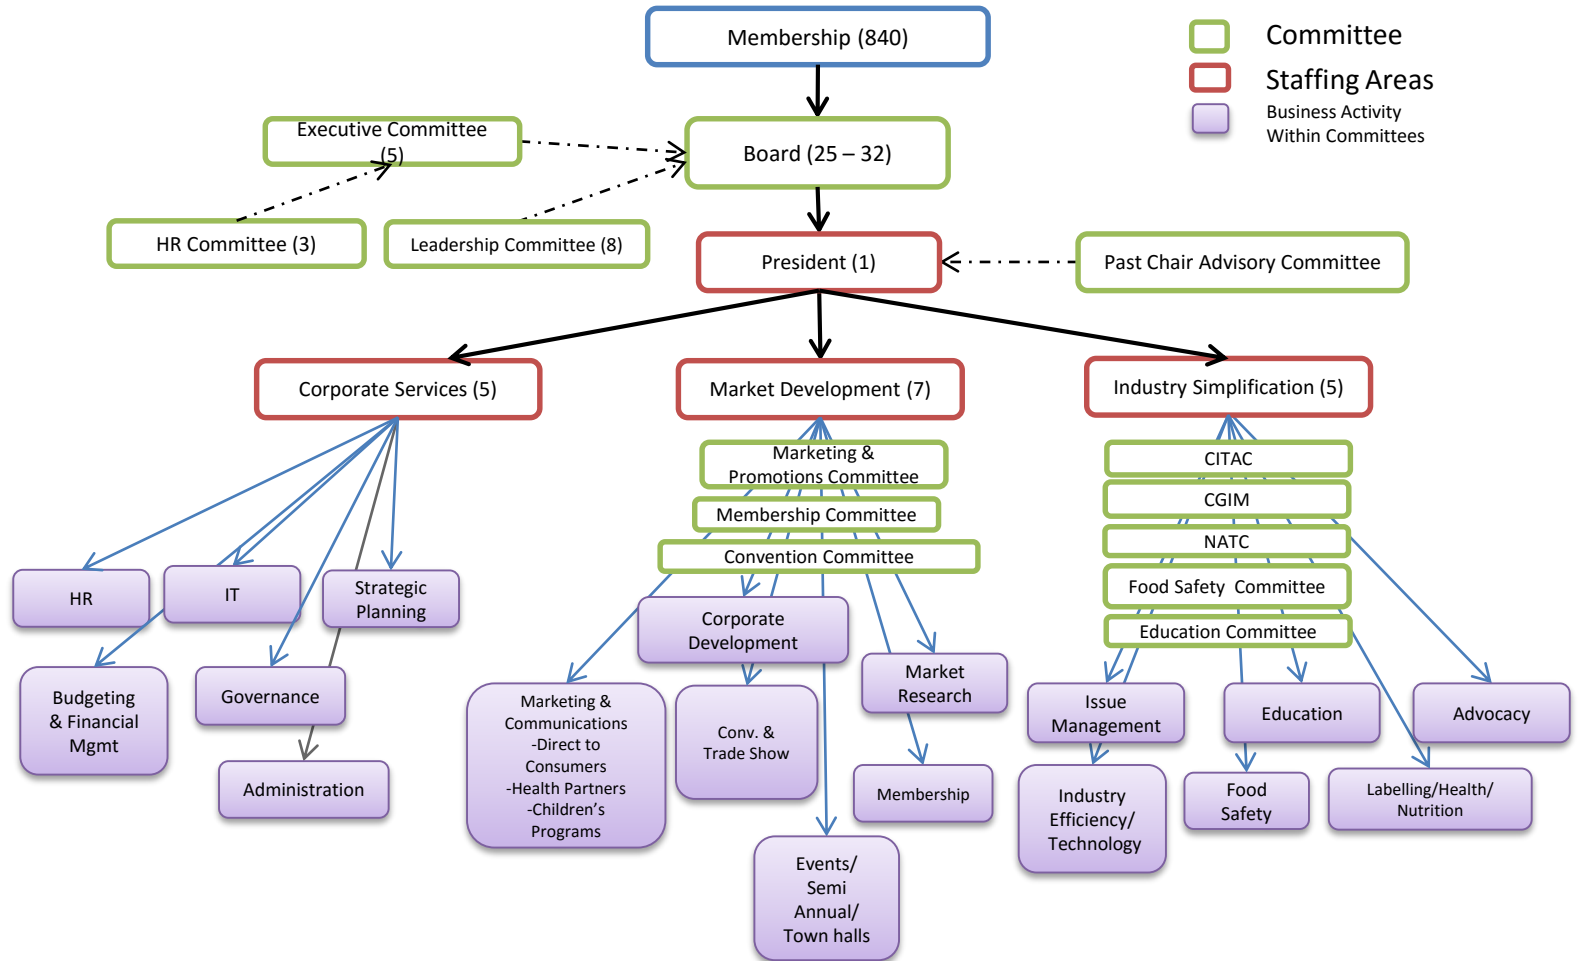 Membership (840)
Committee
Staffing Areas
Business Activity
Within Committees
Executive Committee
(5)
Board (25 – 32)
HR Committee (3)
Leadership Committee (8)
President (1)
Past Chair Advisory Committee
Corporate Services (5)
Market Development (7)
Industry Simplification (5)
Marketing &
Promotions Committee
Membership Committee
Convention Committee
CITAC
CGIM
NATC
Food Safety  Committee
Education Committee
HR
IT
Strategic
Planning
Budgeting
& Financial
Mgmt
Governance
Administration
Corporate
Development
Market
Research
Marketing &
Communications
-Direct to
Consumers
-Health Partners
-Children’s
Programs
Conv. &
Trade Show
Membership
Events/
Semi
Annual/
Town halls
Issue
Management
Education
Advocacy
Industry
Efficiency/
Technology
Food
Safety
Labelling/Health/
Nutrition